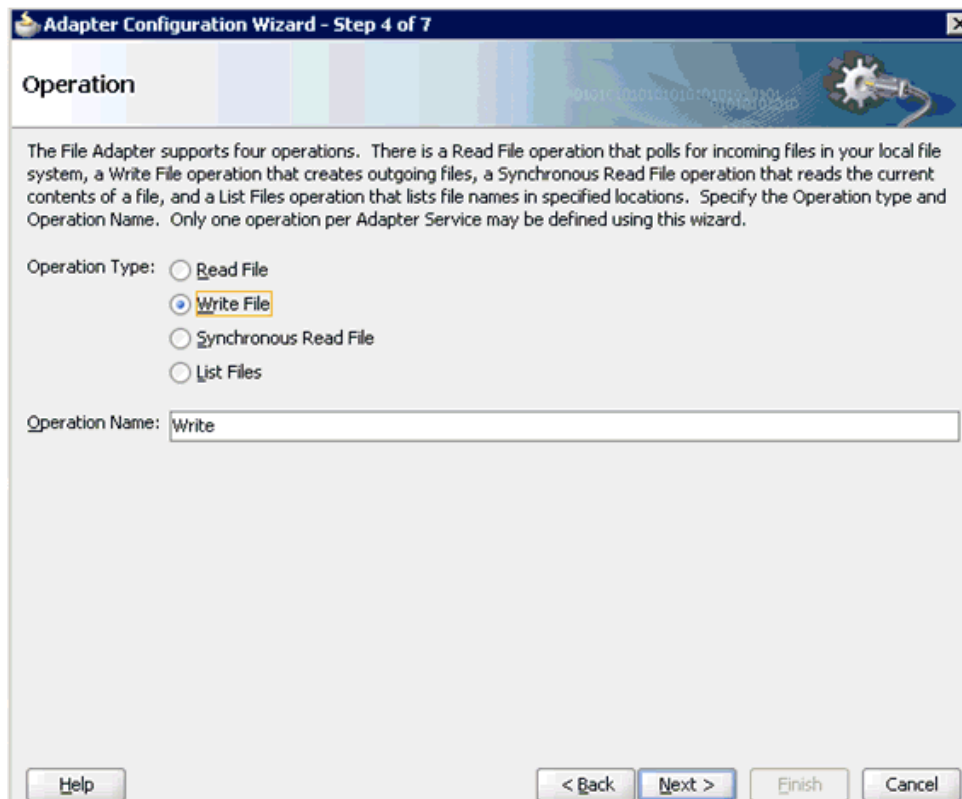 Adapter Configuration Wizard - Step 4 of 7
Operation
The File Adapter supports four operations. There is a Read File operation that polls for incoming files in your local file
system, a Write File operation that creates outgoing files, a Synchronous Read File operation that reads the current
contents of a file, and a List Files operation that lists file names in specified locations. Specify the Operation type and
Operation Name. Only one operation per Adapter Service may be defined using this wizard.
Operation Type: Read File
Write File
Synchronous Read File
List Files
Operation Name: Write
Help < Back Next > Finish Cancel